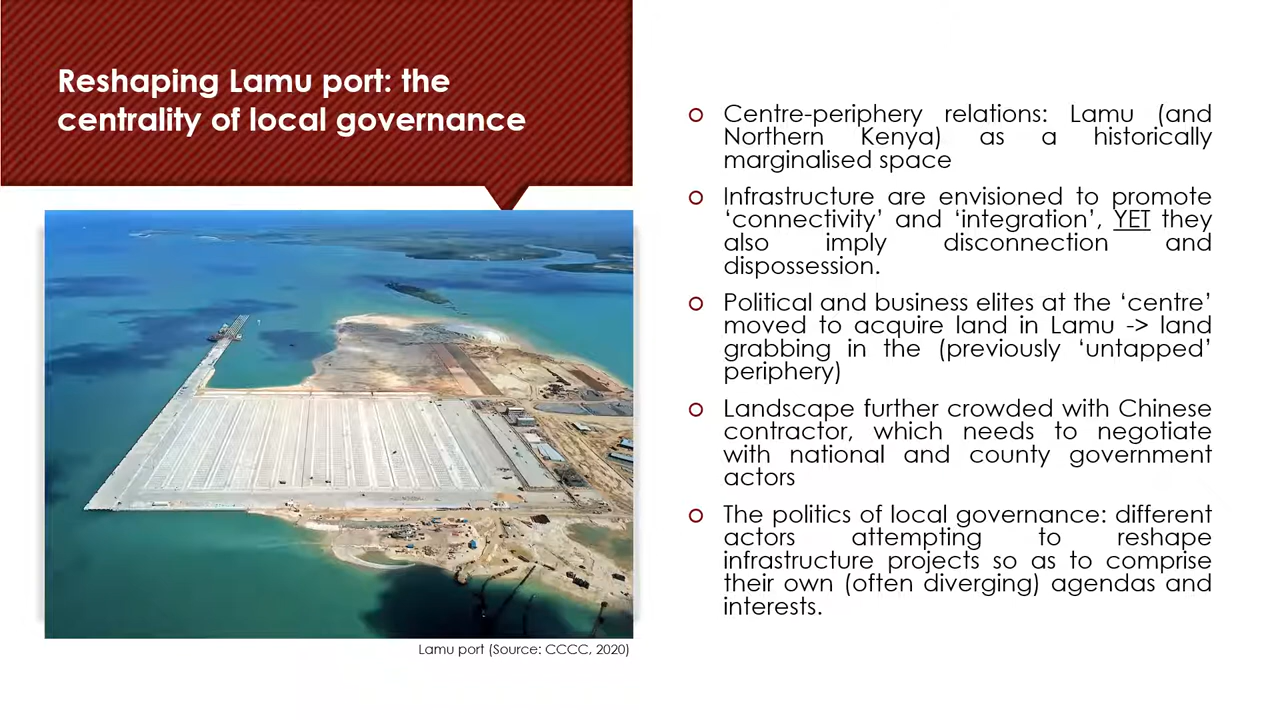 Reshaping Lamu port: the
centrality of local governance
Centre-periphery relations: Lamu (and
Northern Kenya) as a historically
marginalised space
Infrastructure are envisioned to promote
‘connectivity’ and ‘integration’, YET they
also imply disconnection and
dispossession.
Political and business elites at the ‘centre’
moved to acquire land in Lamu -> land
grabbing in the (previously ‘untapped’
periphery)
Landscape further crowded with Chinese
contractor, which needs to negotiate
with national and county government
actors
The politics of local governance: different
actors attempting to reshape
infrastructure projects so as to comprise
their own (often diverging) agendas and
interests.
Lamu port (Source: CCCC, 2020)